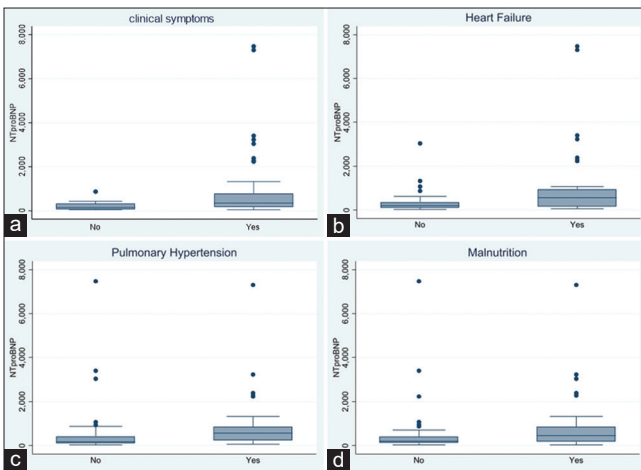 clinical symptoms
8,000
6,000
4,000
2,000
0
NTproBNP
No Yes
a
Heart Failure
8,000
6,000
4,000
2,000
0
NTproBNP
No Yes
b
Pulmonary Hypertension
8,000
6,000
4,000
2,000
0
NTproBNP
No Yes
c
Malnutrition
8,000
6,000
4,000
2,000
0
NTproBNP
No Yes
d